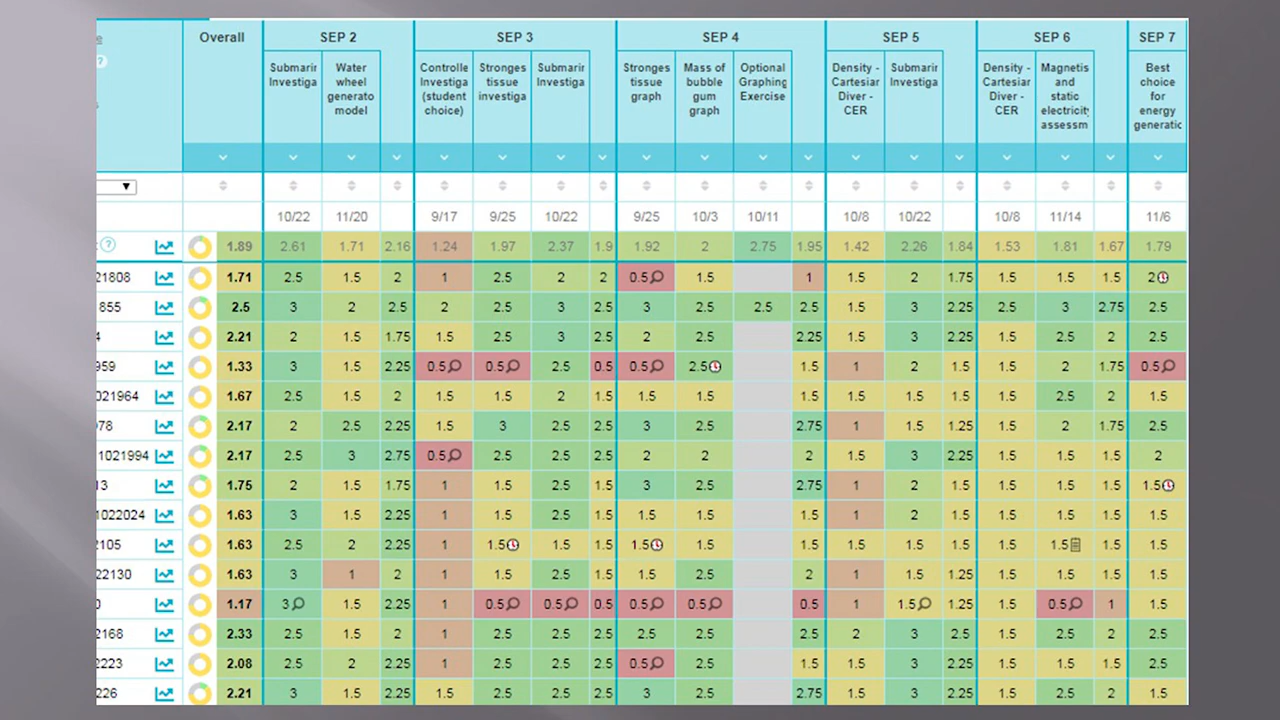 Overall SEP 2 SEP 3 SEP 4 SEP 5 SEP 6 SEP 7
Submarir Investiga Water wheel generato model Controlle Investiga (student choice) Stronges tissue investiga Submarir Investiga Stronges tissue graph Mass of bubble gum graph Optional Graphing Exercise Density - Cartesiar Diver - CER Submarir Investiga Density - Cartesiar Diver - CER Magnetis and static electricity assessm Best choice for energy generatic
10/22 11/20 9/17 9/25 10/22 9/25 10/3 10/11 10/8 10/22 10/8 11/14 11/6
1.89 2.61 1.71 2.16 1.24 1.97 2.37 1.9 1.92 2 2.75 1.95 1.42 2.26 1.84 1.53 1.81 1.67 1.79
21808 1.71 2.5 1.5 2 1 2.5 2 2 0.5 1.5 1 1.5 2 1.75 1.5 1.5 1.5 2
855 2.5 3 2 2.5 2 2.5 3 2.5 3 2.5 2.5 2.5 1.5 3 2.25 2.5 3 2.75 2.5
4 2.21 2 1.5 1.75 1.5 2.5 3 2.5 2 2.5 2.25 1.5 3 2.25 1.5 2.5 2 2.5
959 1.33 3 1.5 2.25 0.5 0.5 2.5 0.5 0.5 2.5 1.5 1 2 1.5 1.5 2 1.75 0.5
021964 1.67 2.5 1.5 2 1.5 1.5 2 1.5 1.5 1.5 1.5 1.5 1.5 1.5 1.5 2.5 2 1.5
978 2.17 2 2.5 2.25 1.5 3 2.5 2.5 3 2.5 2.75 1 1.5 1.25 1.5 2 1.75 2.5
1021994 2.17 2.5 3 2.75 0.5 2.5 2.5 2.5 2 2 2 1.5 3 2.25 1.5 1.5 1.5 2
13 1.75 2 1.5 1.75 1 1.5 2.5 1.5 3 2.5 2.75 1 2 1.5 1.5 1.5 1.5 1.5
1022024 1.63 3 1.5 2.25 1 1.5 2.5 1.5 1.5 1.5 1.5 1 2 1.5 1.5 1.5 1.5 1.5
2105 1.63 2.5 2 2.25 1 1.5 1.5 1.5 1.5 1.5 1.5 1.5 1.5 1.5 1.5 1.5 1.5 1.5
22130 1.63 3 1 2 1 1.5 2.5 1.5 1.5 2.5 2 1 1.5 1.25 1.5 1.5 1.5 1.5
0 1.17 3 1.5 2.25 1 0.5 0.5 0.5 0.5 0.5 0.5 1 1.5 1.25 1.5 0.5 1 1.5
2168 2.33 2.5 1.5 2 1 2.5 2.5 2.5 2.5 2.5 2.5 2 3 2.5 1.5 2.5 2 2.5
2223 2.08 2.5 2 2.25 1 2.5 2.5 2.5 0.5 2.5 1.5 1.5 3 2.25 1.5 1.5 1.5 2.5
226 2.21 3 1.5 2.25 1.5 2.5 2.5 2.5 3 2.5 2.75 1.5 3 2.25 1.5 2.5 2 1.5